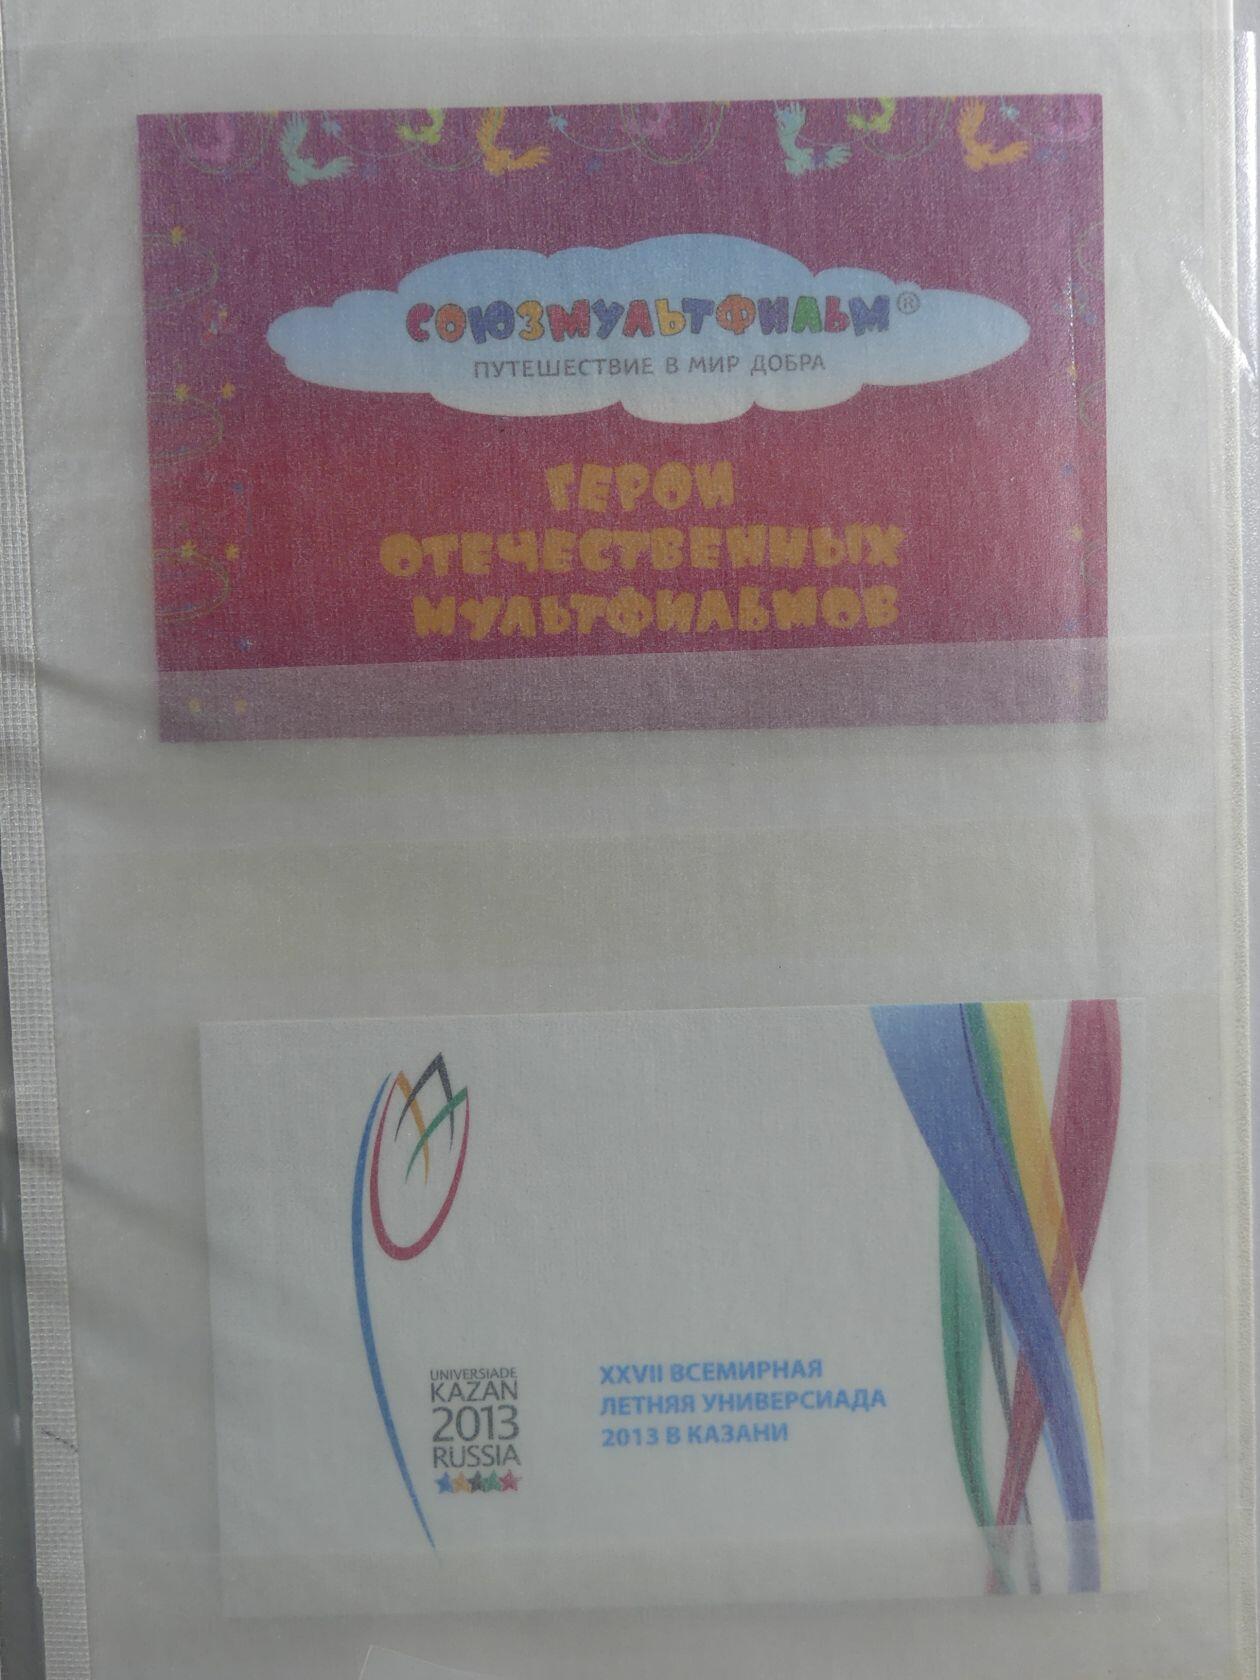 СОЮЗМУЛЬТФИЛЬМ®
ПУТЕШЕСТВИЕ В МИР ДОБРА
ГЕРОИ
ОТЕЧЕСТВЕННЫХ
МУЛЬТФИЛЬМОВ
UNIVERSIADE
KAZAN
2013
RUSSIA
XXVII ВСЕМИРНАЯ
ЛЕТНЯЯ УНИВЕРСИАДА
2013 В КАЗАНИ